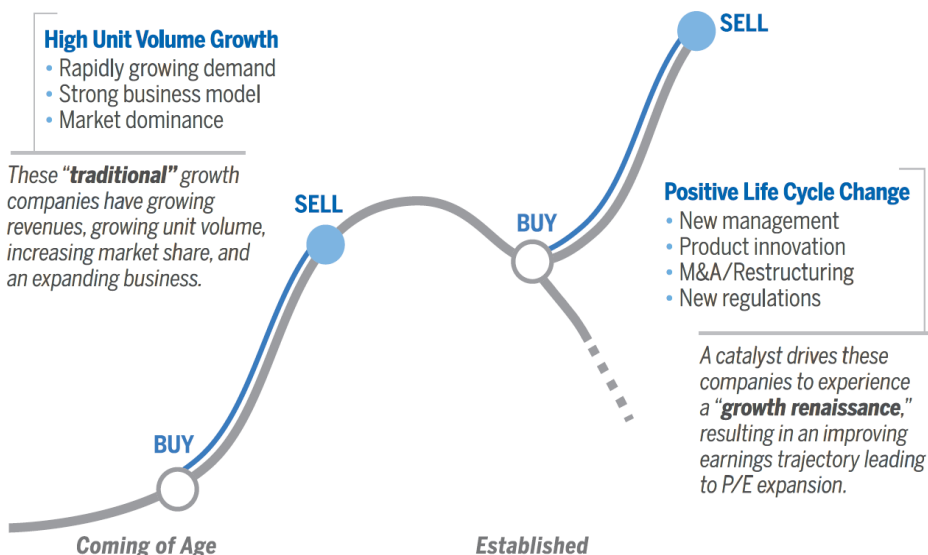 High Unit Volume Growth
• Rapidly growing demand
• Strong business model
• Market dominance
These “traditional” growth
companies have growing
revenues, growing unit volume,
increasing market share, and
an expanding business.
SELL
BUY
Coming of Age
SELL
BUY
Established
Positive Life Cycle Change
• New management
• Product innovation
• M&A/Restructuring
• New regulations
A catalyst drives these
companies to experience
a “growth renaissance,”
resulting in an improving
earnings trajectory leading
to P/E expansion.